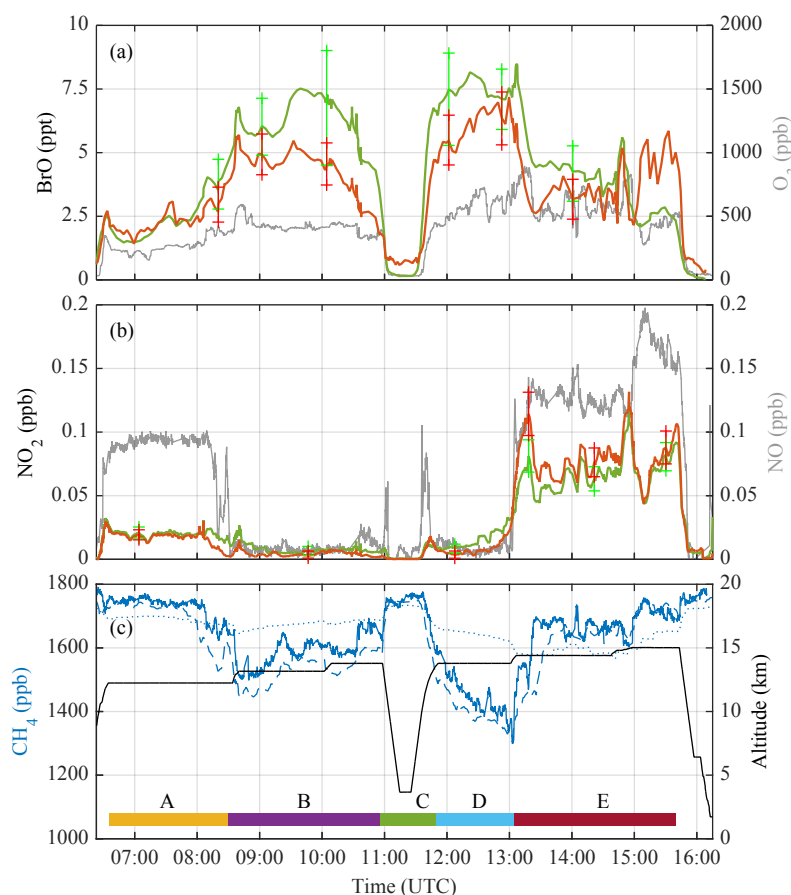 (a)
10
7.5
5
2.5
0
BrO (ppt)
2000
1500
1000
500
0
O3 (ppb)
(b)
0.2
0.15
0.1
0.05
0
NO2 (ppb)
0.2
0.15
0.1
0.05
0
NO (ppb)
(c)
1800
1600
1400
1200
1000
CH4 (ppb)
20
15
10
5
0
Altitude (km)
A B C D E
07:00 08:00 09:00 10:00 11:00 12:00 13:00 14:00 15:00 16:00
Time (UTC)